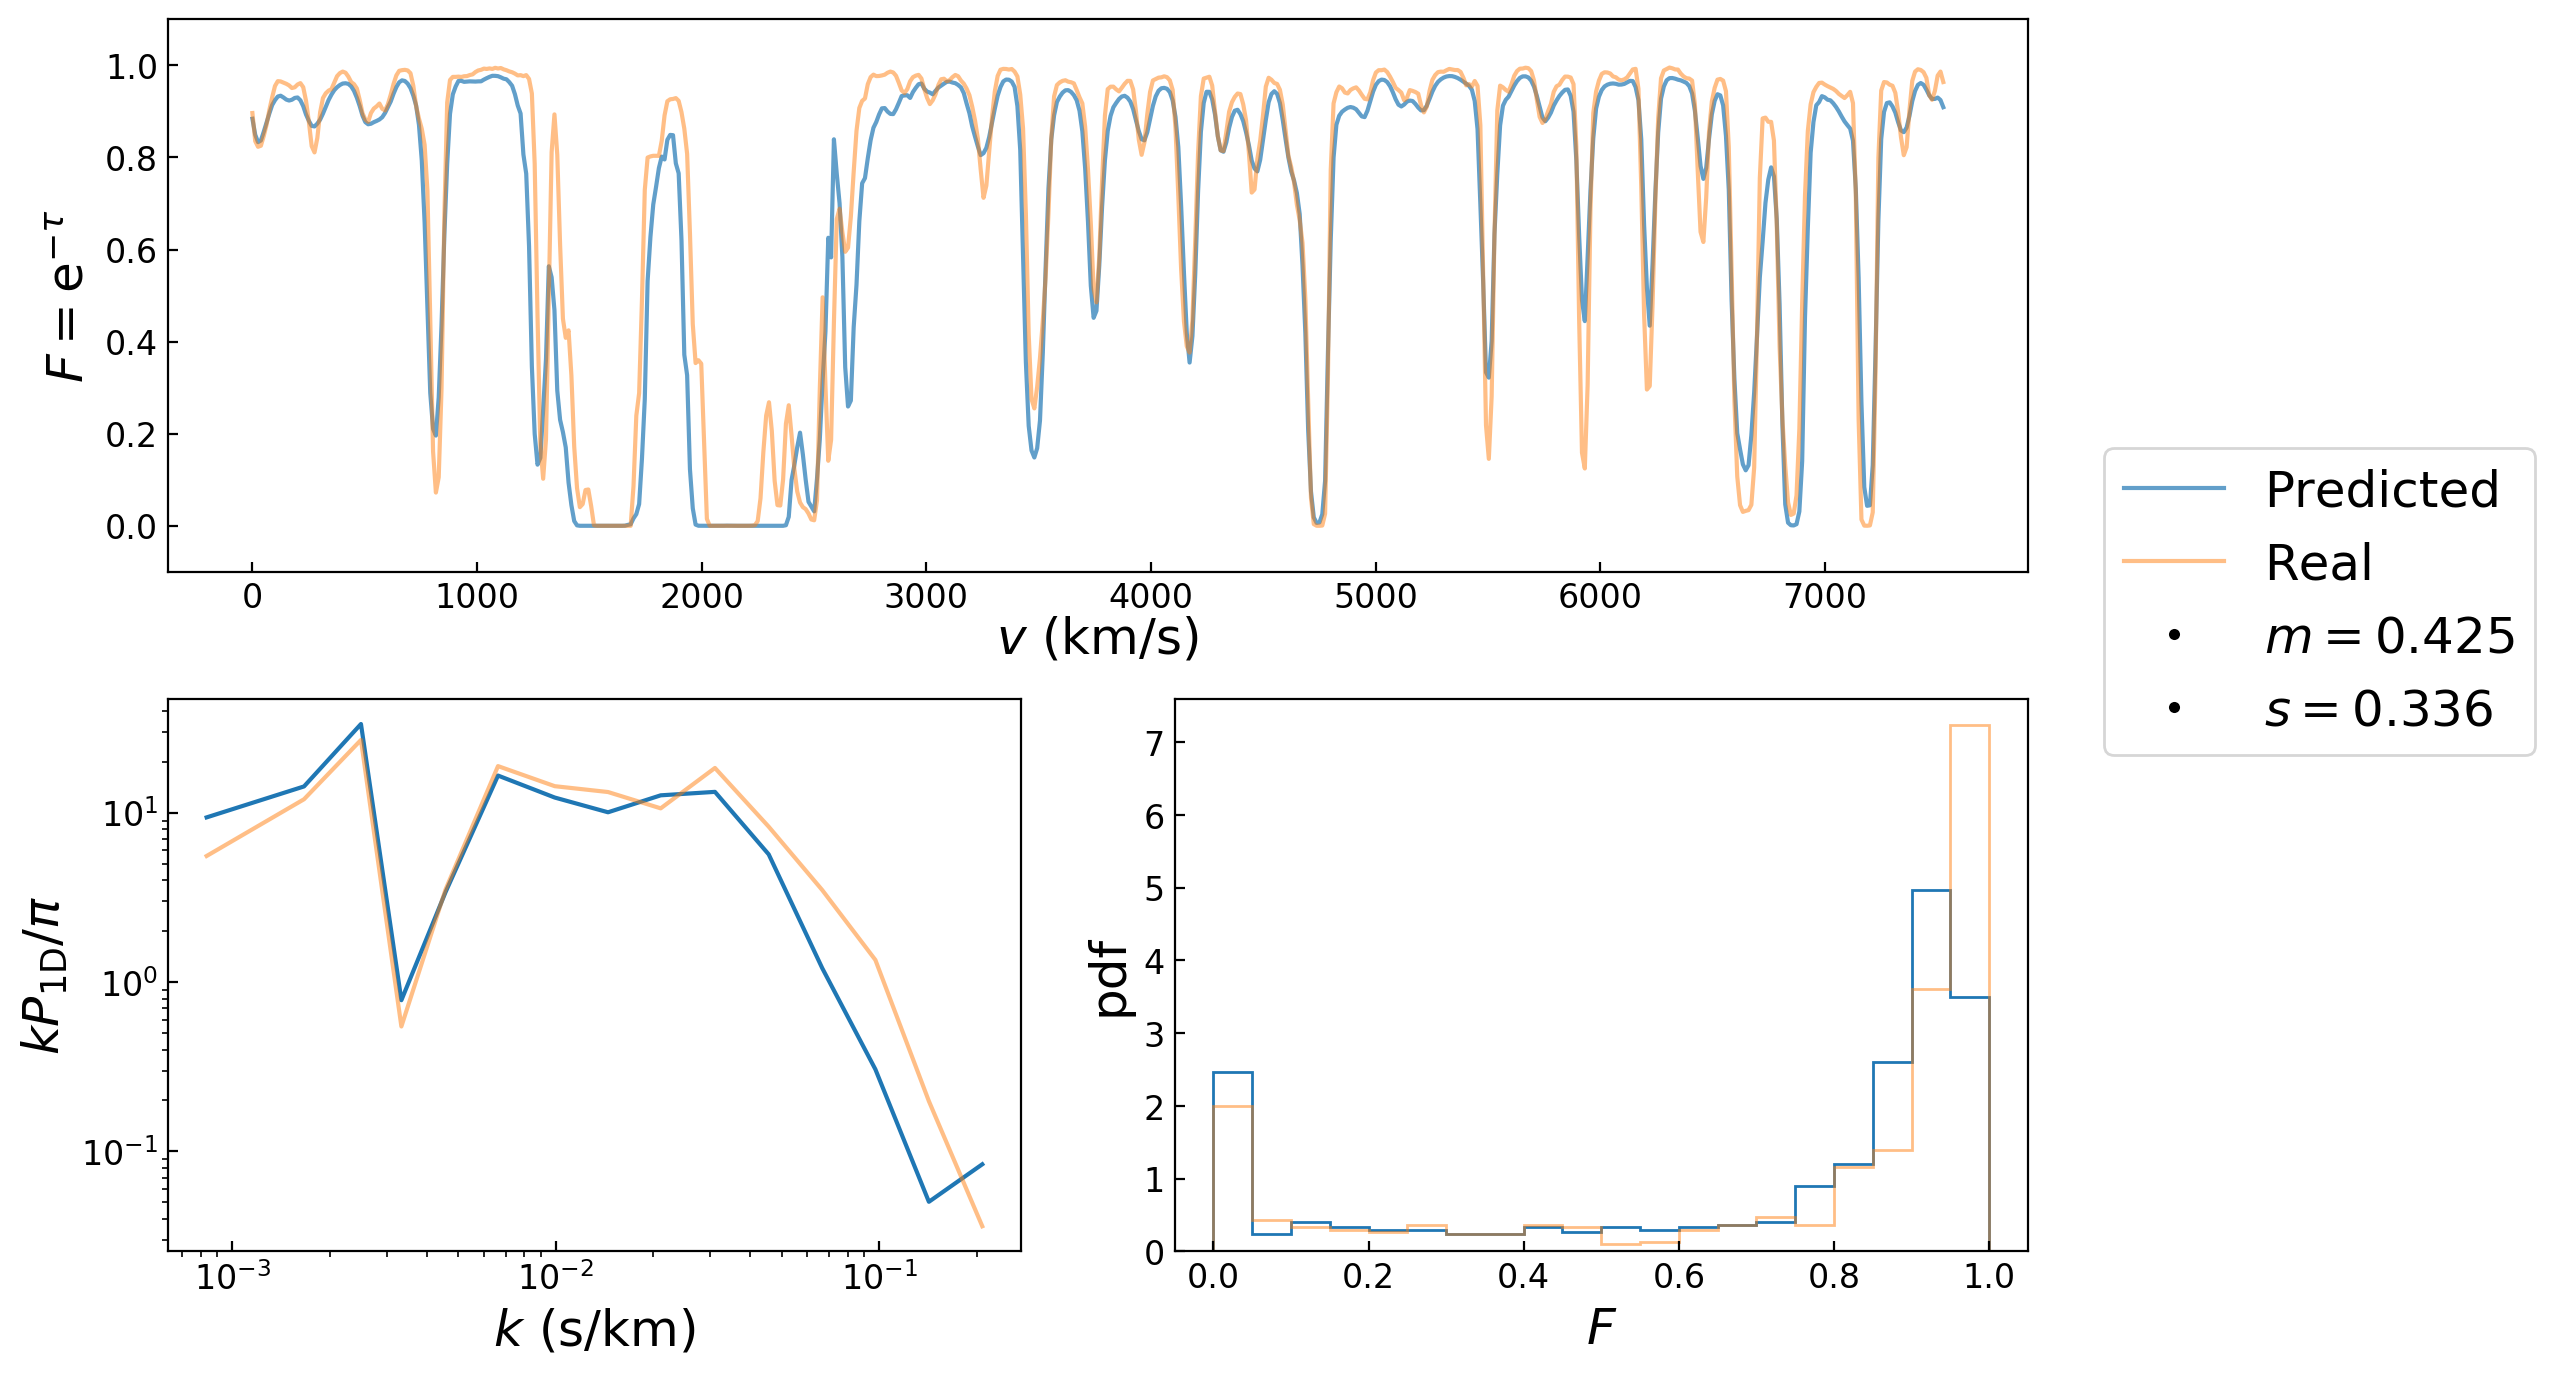 F = e^{−τ}
1.0
0.8
0.6
0.4
0.2
0.0
0 1000 2000 3000 4000 5000 6000 7000
v (km/s)
Predicted
Real
m = 0.425
s = 0.336
kP_{1D}/π
10^1
10^0
10^{−1}
10^{−3} 10^{−2} 10^{−1}
k (s/km)
pdf
7
6
5
4
3
2
1
0
0.0 0.2 0.4 0.6 0.8 1.0
F